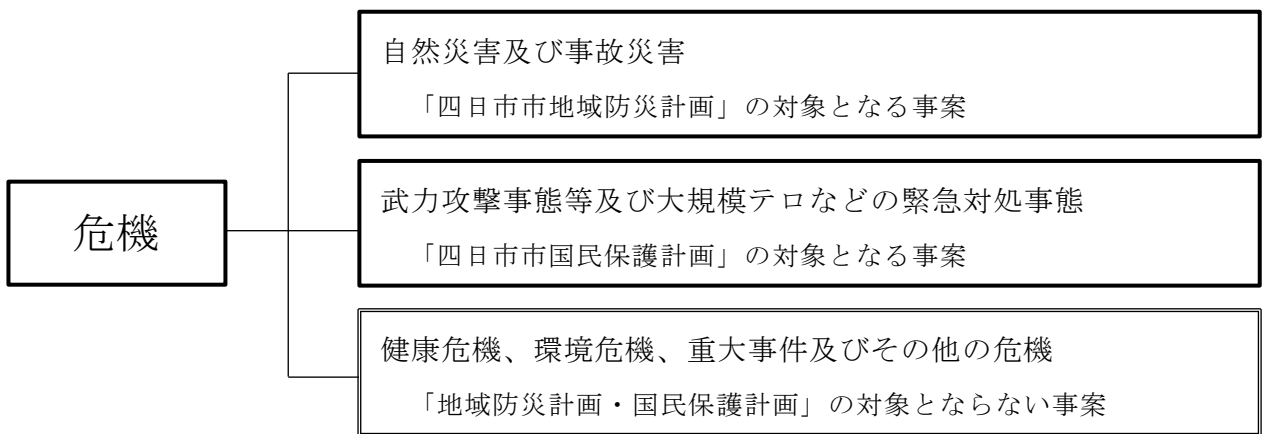 危機
自然災害及び事故災害
「四日市市地域防災計画」の対象となる事案
武力攻撃事態等及び大規模テロなどの緊急対処事態
「四日市市国民保護計画」の対象となる事案
健康危機、環境危機、重大事件及びその他の危機
「地域防災計画・国民保護計画」の対象とならない事案